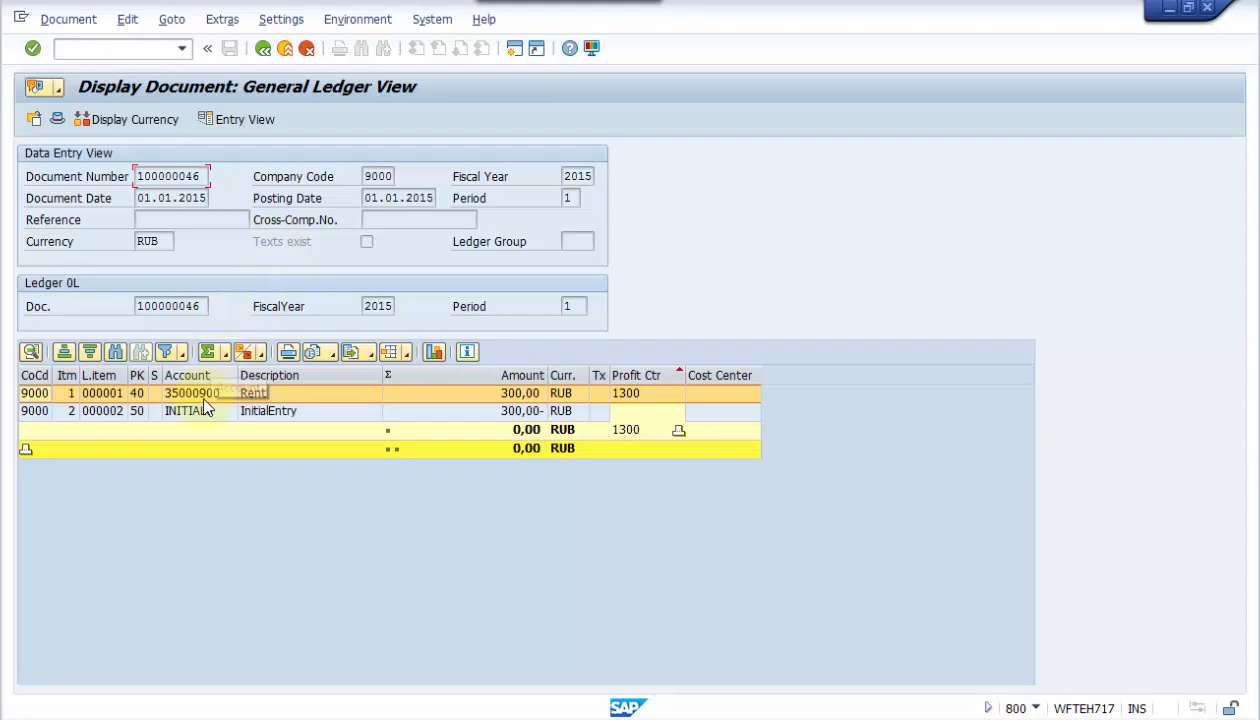 Document Edit Goto Extras Settings Environment System Help
Display Document: General Ledger View
Display Currency Entry View
Data Entry View
Document Number 100000046 Company Code 9000 Fiscal Year 2015
Document Date 01.01.2015 Posting Date 01.01.2015 Period 1
Reference Cross-Comp.No.
Currency RUB Texts exist Ledger Group
Ledger 0L
Doc. 100000046 FiscalYear 2015 Period 1
CoCd Itm L.item PK S Account Description Σ Amount Curr. Tx Profit Ctr Cost Center
9000 1 000001 40 35000900 Rent 300,00 RUB 1300
9000 2 000002 50 INITIAL InitialEntry 300,00- RUB
0,00 RUB 1300
0,00 RUB
SAP 800 WFTEH717 INS